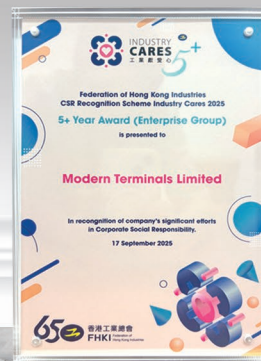 INDUSTRY
CARES
工業獻愛心
5+
Federation of Hong Kong Industries
CSR Recognition Scheme Industry Cares 2025
5+ Year Award (Enterprise Group)
is presented to
Modern Terminals Limited
In recongnition of company's significant efforts
in Corporate Social Responsibility.
17 September 2025
65
香港工業總會
FHKI Federation of
Hong Kong Industries